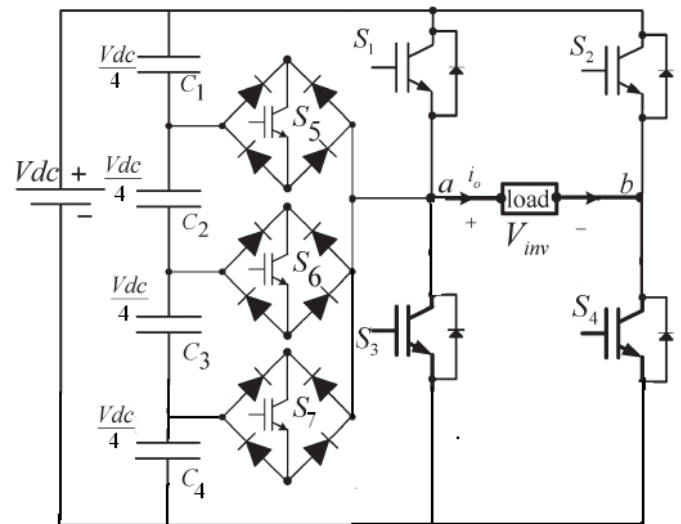 Vdc
4
C1
S1
S2
S5
Vdc +
−
Vdc
4
C2
a
io
load
b
+
−
Vinv
S6
Vdc
4
C3
S3
S4
Vdc
4
C4
S7